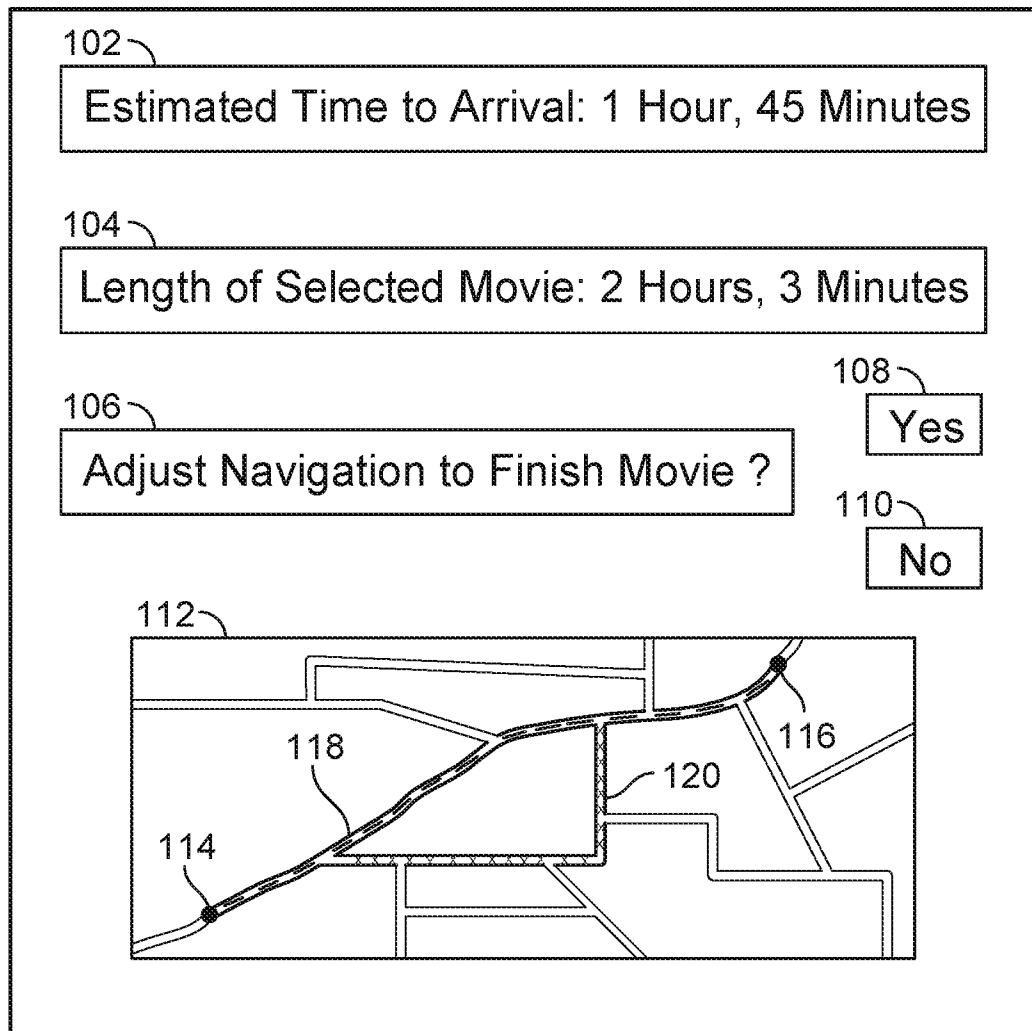 102
Estimated Time to Arrival: 1 Hour, 45 Minutes
104
Length of Selected Movie: 2 Hours, 3 Minutes
108
Yes
106
Adjust Navigation to Finish Movie ?
110
No
112
116
118
120
114